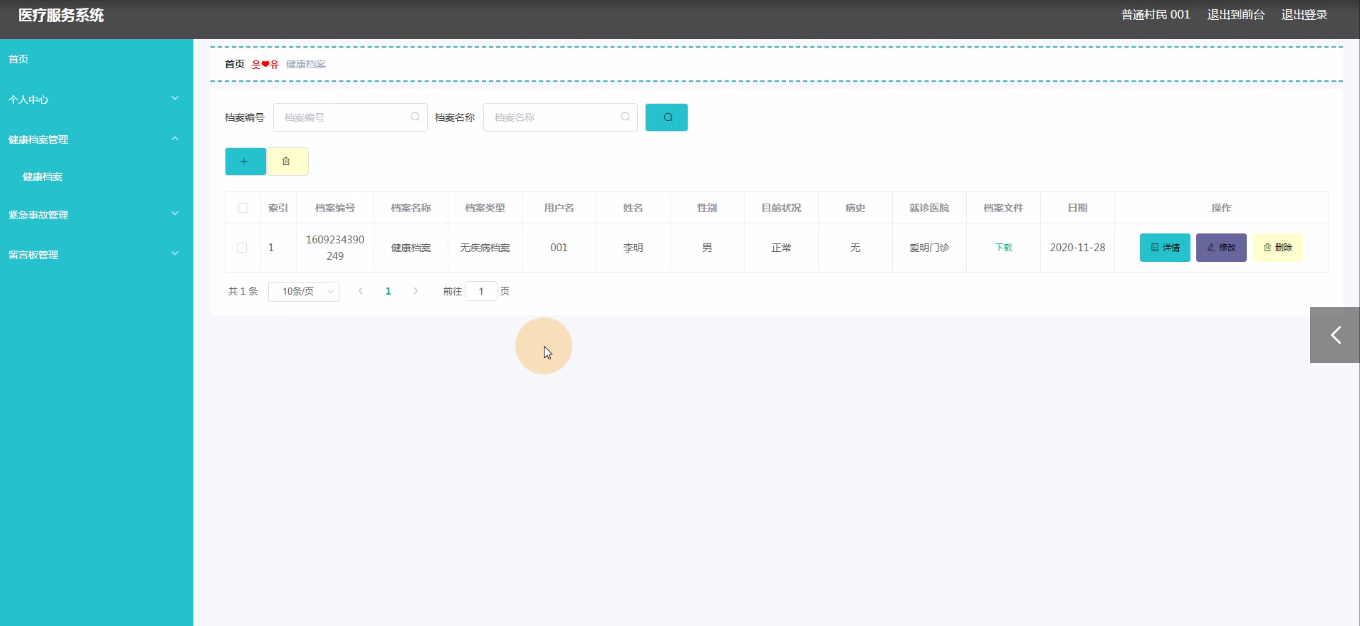 医疗服务系统
普通村民 001 退出到前台 退出登录
首页
个人中心
健康档案管理
健康档案
紧急事故管理
留言板管理
首页 웃❤유 健康档案
档案编号 档案编号 档案名称 档案名称
索引 档案编号 档案名称 档案类型 用户名 姓名 性别 目前状况 病史 就诊医院 档案文件 日期 操作
1 1609234390249 健康档案 无疾病档案 001 李明 男 正常 无 爱明门诊 下载 2020-11-28 详情 修改 删除
共 1 条 10条/页 1 前往 1 页